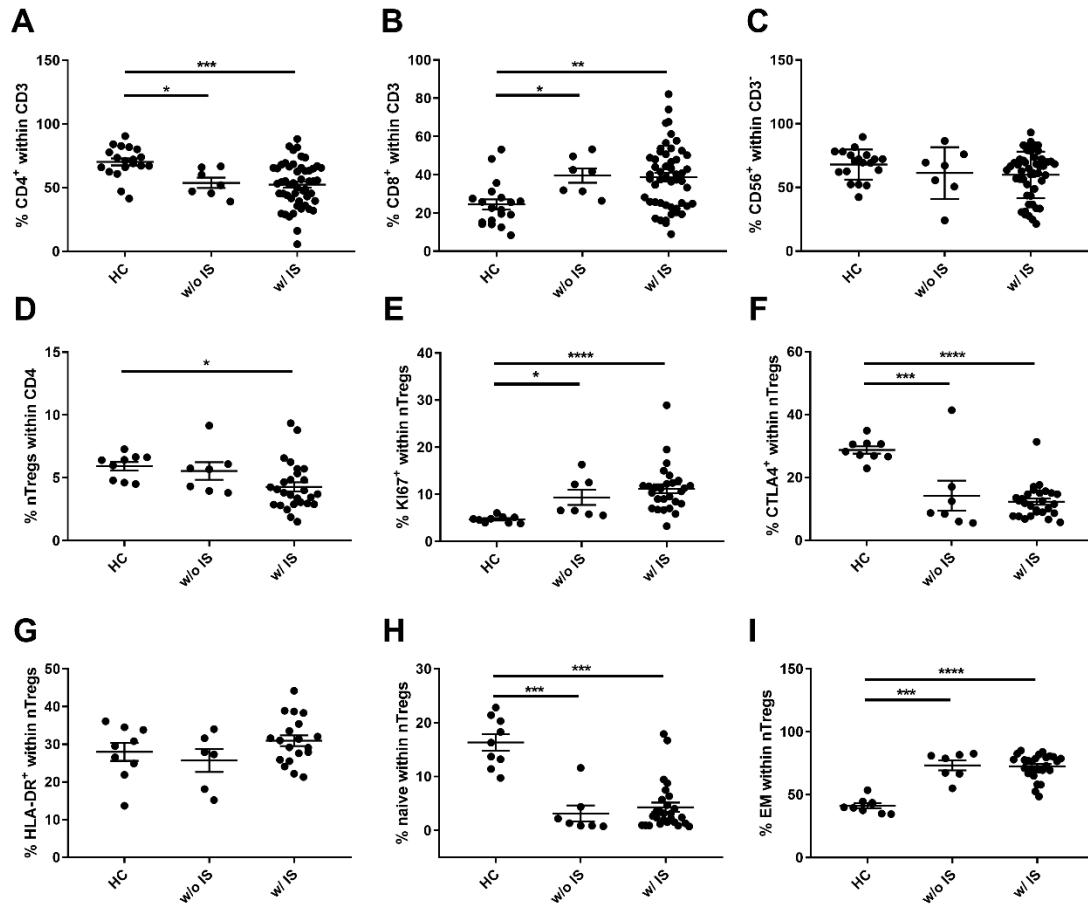 A
% CD4+ within CD3
150
100
50
0
***
*
HC
w/o IS
w/ IS
B
% CD8+ within CD3
100
80
60
40
20
0
**
*
HC
w/o IS
w/ IS
C
% CD56+ within CD3-
150
100
50
0
HC
w/o IS
w/ IS
D
% nTregs within CD4
15
10
5
0
*
HC
w/o IS
w/ IS
E
% KI67+ within nTregs
40
30
20
10
0
****
*
HC
w/o IS
w/ IS
F
% CTLA4+ within nTregs
60
40
20
0
****
***
HC
w/o IS
w/ IS
G
% HLA-DR+ within nTregs
50
40
30
20
10
0
HC
w/o IS
w/ IS
H
% naive within nTregs
30
20
10
0
***
***
HC
w/o IS
w/ IS
I
% EM within nTregs
150
100
50
0
****
***
HC
w/o IS
w/ IS